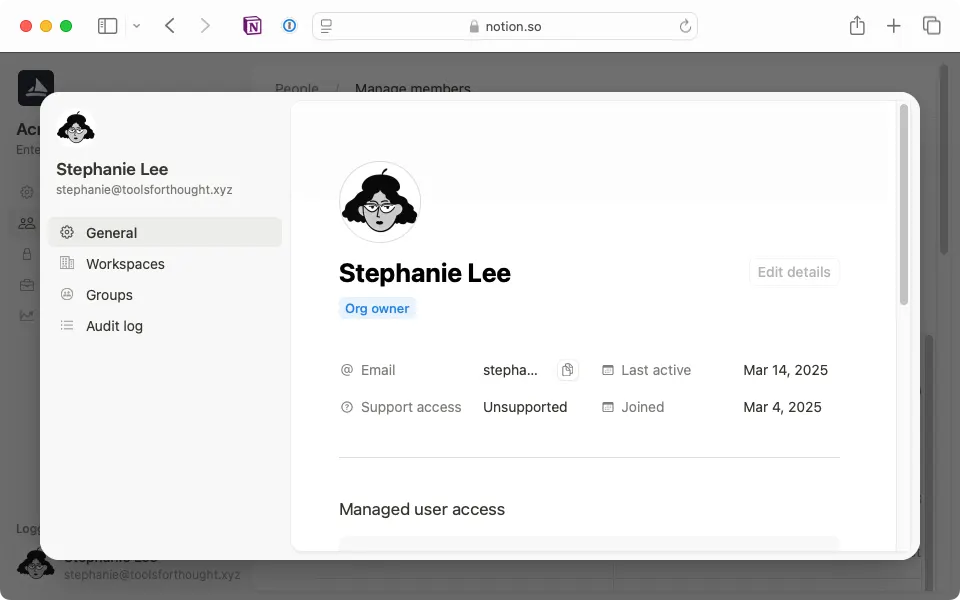 notion.so
People / Manage members
Stephanie Lee
stephanie@toolsforthought.xyz
General
Workspaces
Groups
Audit log
Stephanie Lee
Edit details
Org owner
Email stepha... Last active Mar 14, 2025
Support access Unsupported Joined Mar 4, 2025
Managed user access
Stephanie Lee
stephanie@toolsforthought.xyz